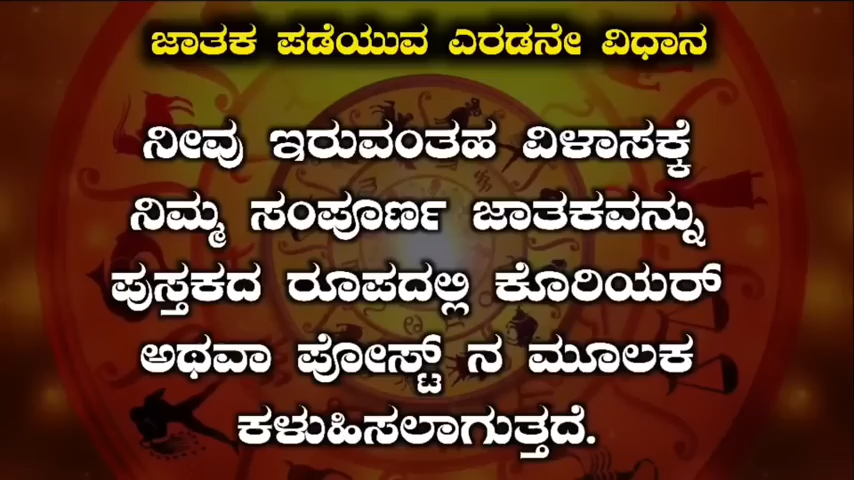 ಜಾತಕ ಪಡೆಯುವ ಎರಡನೇ ವಿಧಾನ
ನೀವು ಇರುವಂತಹ ವಿಳಾಸಕ್ಕೆ
ನಿಮ್ಮ ಸಂಪೂರ್ಣ ಜಾತಕವನ್ನು
ಪುಸ್ತಕದ ರೂಪದಲ್ಲಿ ಕೊರಿಯರ್
ಅಥವಾ ಪೋಸ್ಟ್ ನ ಮೂಲಕ
ಕಳುಹಿಸಲಾಗುತ್ತದೆ.